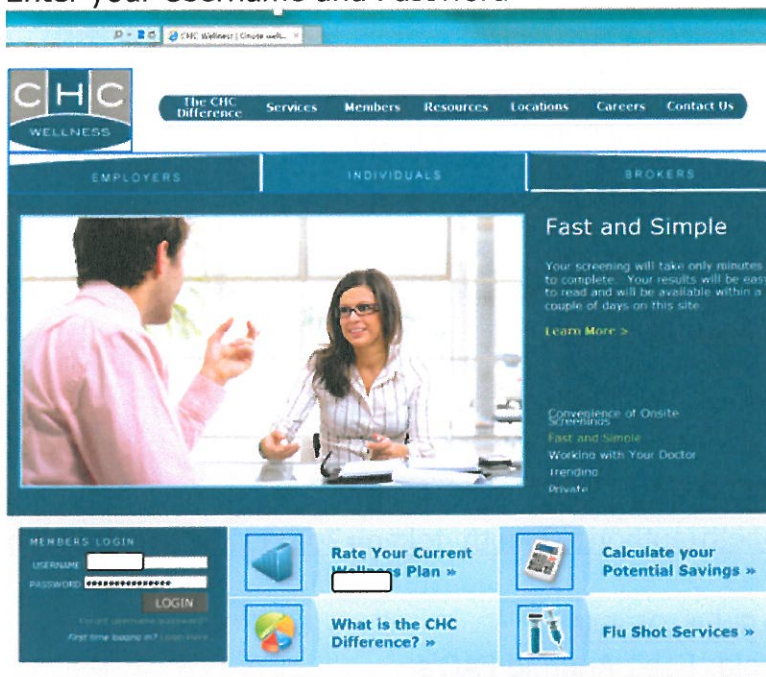 Enter your Username and Password
CHC Wellness | Onsite well...
CHC
WELLNESS
The CHC
Difference
Services
Members
Resources
Locations
Careers
Contact Us
EMPLOYERS
INDIVIDUALS
BROKERS
Fast and Simple
Your screening will take only minutes
to complete. Your results will be easy
to read and will be available within a
couple of days on this site
Learn More >
Convenience of Onsite
Screenings
Fast and Simple
Working with Your Doctor
Trending
Private
MEMBERS LOGIN
USERNAME
PASSWORD
LOGIN
Forgot username password?
First time logging in? Login Here
Rate Your Current
Wellness Plan »
Calculate your
Potential Savings »
What is the CHC
Difference? »
Flu Shot Services »